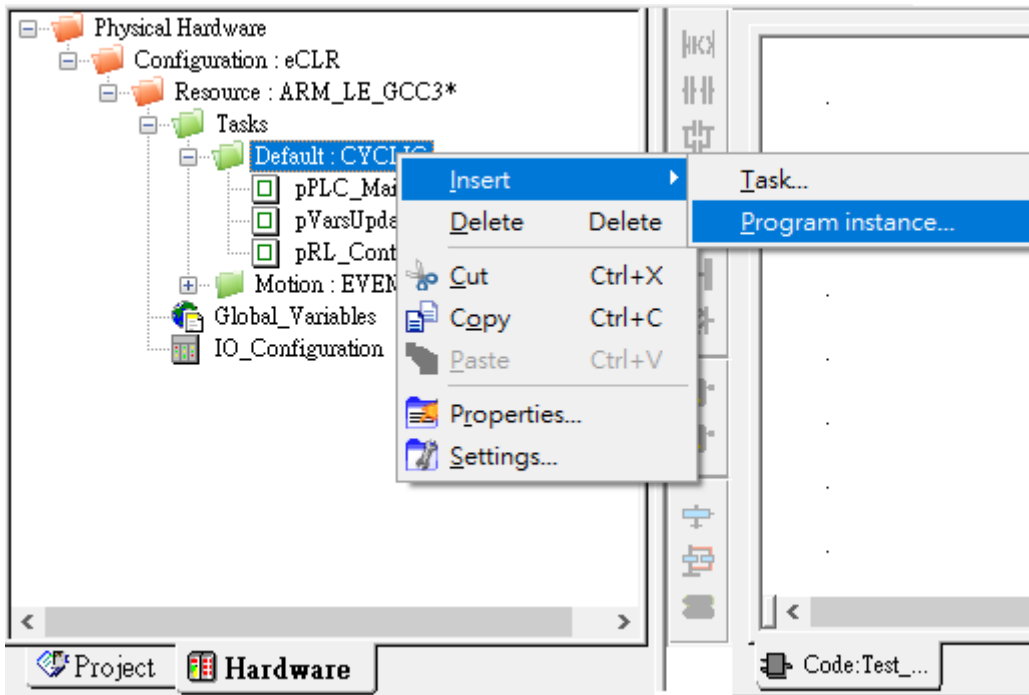 Physical Hardware
Configuration : eCLR
Resource : ARM_LE_GCC3*
Tasks
Default : CYCLIC
pPLC_Mai
pVarsUpda
pRL_Cont
Motion : EVEN
Global_Variables
IO_Configuration
Insert
Delete Delete
Cut Ctrl+X
Copy Ctrl+C
Paste Ctrl+V
Properties...
Settings...
Task...
Program instance...
Project
Hardware
Code:Test_...